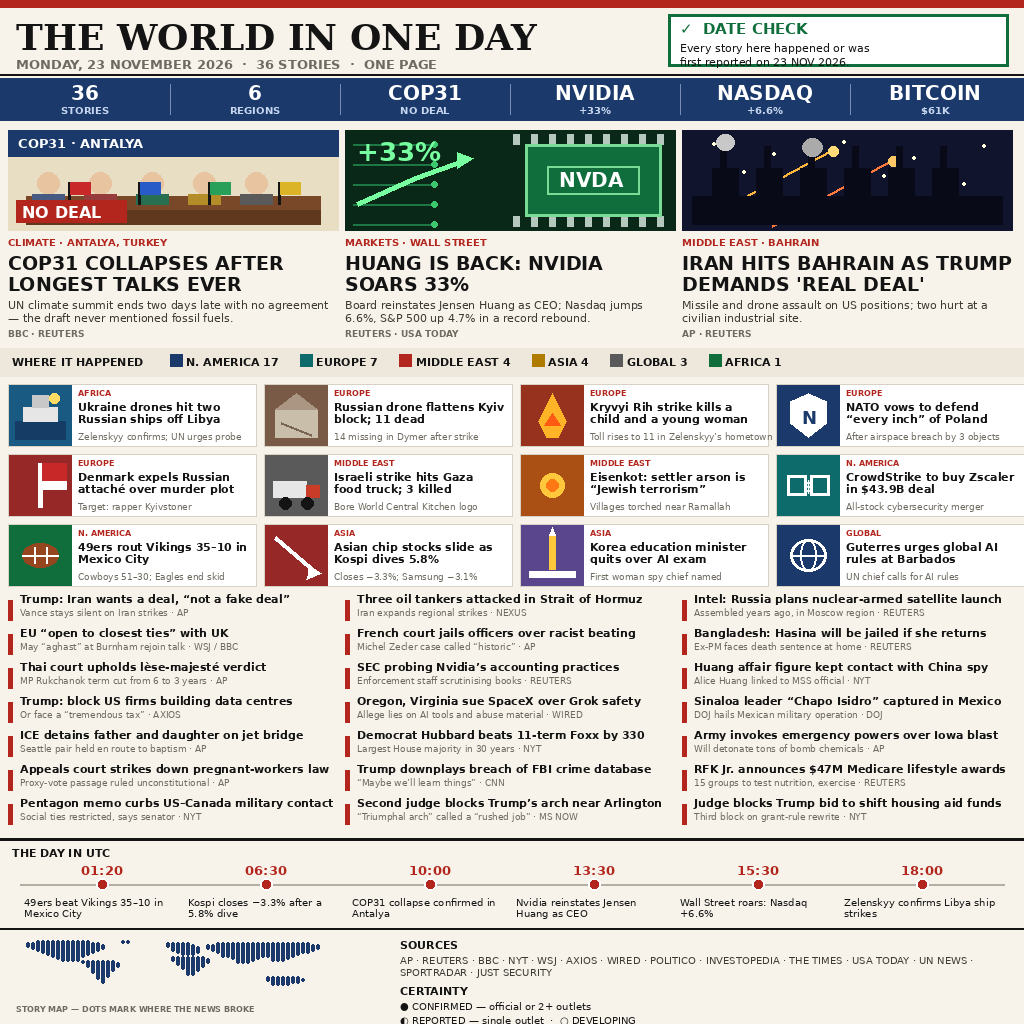 THE WORLD IN ONE DAY
MONDAY, 23 NOVEMBER 2026 · 36 STORIES · ONE PAGE
✓ DATE CHECK
Every story here happened or was
first reported on 23 NOV 2026.
36
STORIES
6
REGIONS
COP31
NO DEAL
NVIDIA
+33%
NASDAQ
+6.6%
BITCOIN
$61K
COP31 · ANTALYA
NO DEAL
CLIMATE · ANTALYA, TURKEY
COP31 COLLAPSES AFTER
LONGEST TALKS EVER
UN climate summit ends two days late with no agreement
— the draft never mentioned fossil fuels.
BBC · REUTERS
+33%
NVDA
MARKETS · WALL STREET
HUANG IS BACK: NVIDIA
SOARS 33%
Board reinstates Jensen Huang as CEO; Nasdaq jumps
6.6%, S&P 500 up 4.7% in a record rebound.
REUTERS · USA TODAY
MIDDLE EAST · BAHRAIN
IRAN HITS BAHRAIN AS TRUMP
DEMANDS 'REAL DEAL'
Missile and drone assault on US positions; two hurt at a
civilian industrial site.
AP · REUTERS
WHERE IT HAPPENED
N. AMERICA 17
EUROPE 7
MIDDLE EAST 4
ASIA 4
GLOBAL 3
AFRICA 1
AFRICA
Ukraine drones hit two
Russian ships off Libya
Zelenskyy confirms; UN urges probe
EUROPE
Russian drone flattens Kyiv
block; 11 dead
14 missing in Dymer after strike
EUROPE
Kryvyi Rih strike kills a
child and a young woman
Toll rises to 11 in Zelenskyy's hometown
N
EUROPE
NATO vows to defend
“every inch” of Poland
After airspace breach by 3 objects
EUROPE
Denmark expels Russian
attaché over murder plot
Target: rapper Kyivstoner
MIDDLE EAST
Israeli strike hits Gaza
food truck; 3 killed
Bore World Central Kitchen logo
MIDDLE EAST
Eisenkot: settler arson is
“Jewish terrorism”
Villages torched near Ramallah
N. AMERICA
CrowdStrike to buy Zscaler
in $43.9B deal
All-stock cybersecurity merger
N. AMERICA
49ers rout Vikings 35–10 in
Mexico City
Cowboys 51–30; Eagles end skid
ASIA
Asian chip stocks slide as
Kospi dives 5.8%
Closes −3.3%; Samsung −3.1%
ASIA
Korea education minister
quits over AI exam
First woman spy chief named
GLOBAL
Guterres urges global AI
rules at Barbados
UN chief calls for AI rules
Trump: Iran wants a deal, “not a fake deal”
Vance stays silent on Iran strikes · AP
Three oil tankers attacked in Strait of Hormuz
Iran expands regional strikes · NEXUS
Intel: Russia plans nuclear-armed satellite launch
Assembled years ago, in Moscow region · REUTERS
EU “open to closest ties” with UK
May “aghast” at Burnham rejoin talk · WSJ / BBC
French court jails officers over racist beating
Michel Zecler case called “historic” · AP
Bangladesh: Hasina will be jailed if she returns
Ex-PM faces death sentence at home · REUTERS
Thai court upholds lèse-majesté verdict
MP Rukchanok term cut from 6 to 3 years · AP
SEC probing Nvidia’s accounting practices
Enforcement staff scrutinising books · REUTERS
Huang affair figure kept contact with China spy
Alice Huang linked to MSS official · NYT
Trump: block US firms building data centres
Or face a “tremendous tax” · AXIOS
Oregon, Virginia sue SpaceX over Grok safety
Allege lies on AI tools and abuse material · WIRED
Sinaloa leader “Chapo Isidro” captured in Mexico
DOJ hails Mexican military operation · DOJ
ICE detains father and daughter on jet bridge
Seattle pair held en route to baptism · AP
Democrat Hubbard beats 11-term Foxx by 330
Largest House majority in 30 years · NYT
Army invokes emergency powers over Iowa blast
Will detonate tons of bomb chemicals · AP
Appeals court strikes down pregnant-workers law
Proxy-vote passage ruled unconstitutional · AP
Trump downplays breach of FBI crime database
“Maybe we’ll learn things” · CNN
RFK Jr. announces $47M Medicare lifestyle awards
15 groups to test nutrition, exercise · REUTERS
Pentagon memo curbs US–Canada military contact
Social ties restricted, says senator · NYT
Second judge blocks Trump’s arch near Arlington
“Triumphal arch” called a “rushed job” · MS NOW
Judge blocks Trump bid to shift housing aid funds
Third block on grant-rule rewrite · NYT
THE DAY IN UTC
01:20
49ers beat Vikings 35–10 in
Mexico City
06:30
Kospi closes −3.3% after a
5.8% dive
10:00
COP31 collapse confirmed in
Antalya
13:30
Nvidia reinstates Jensen
Huang as CEO
15:30
Wall Street roars: Nasdaq
+6.6%
18:00
Zelenskyy confirms Libya ship
strikes
STORY MAP — DOTS MARK WHERE THE NEWS BROKE
SOURCES
AP · REUTERS · BBC · NYT · WSJ · AXIOS · WIRED · POLITICO · INVESTOPEDIA · THE TIMES · USA TODAY · UN NEWS ·
SPORTRADAR · JUST SECURITY
CERTAINTY
● CONFIRMED — official or 2+ outlets
◐ REPORTED — single outlet · ○ DEVELOPING